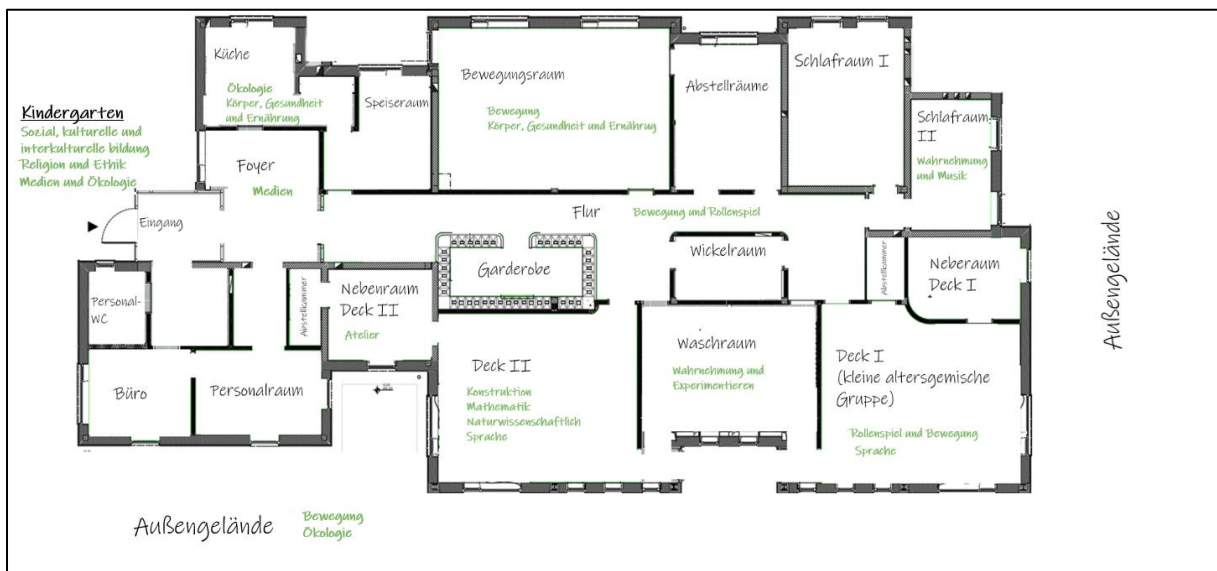 Küche
Ökologie
Körper, Gesundheit
und Ernährung
Speiseraum
Bewegungsraum
Bewegung
Körper, Gesundheit und Ernährug
Abstellräume
Schlafraum I
Schlafraum
II
Wahrnehmung
und Musik
Kindergarten
Sozial, kulturelle und
interkulturelle bildung
Religion und Ethik
Medien und Ökologie
Foyer
Medien
Eingang
Flur
Bewegung und Rollenspiel
Garderobe
Wickelraum
Abstellkammer
Neberaum
Deck I
Außengelände
Personal-
WC
Abstellkammer
Nebenraum
Deck II
Atelier
Büro
Personalraum
Deck II
Konstruktion
Mathematik
Naturwissenschaftlich
Sprache
Waschraum
Wahrnehmung und
Experimentieren
Deck I
(kleine altersgemische
Gruppe)
Rollenspiel und Bewegung
Sprache
Außengelände
Bewegung
Ökologie